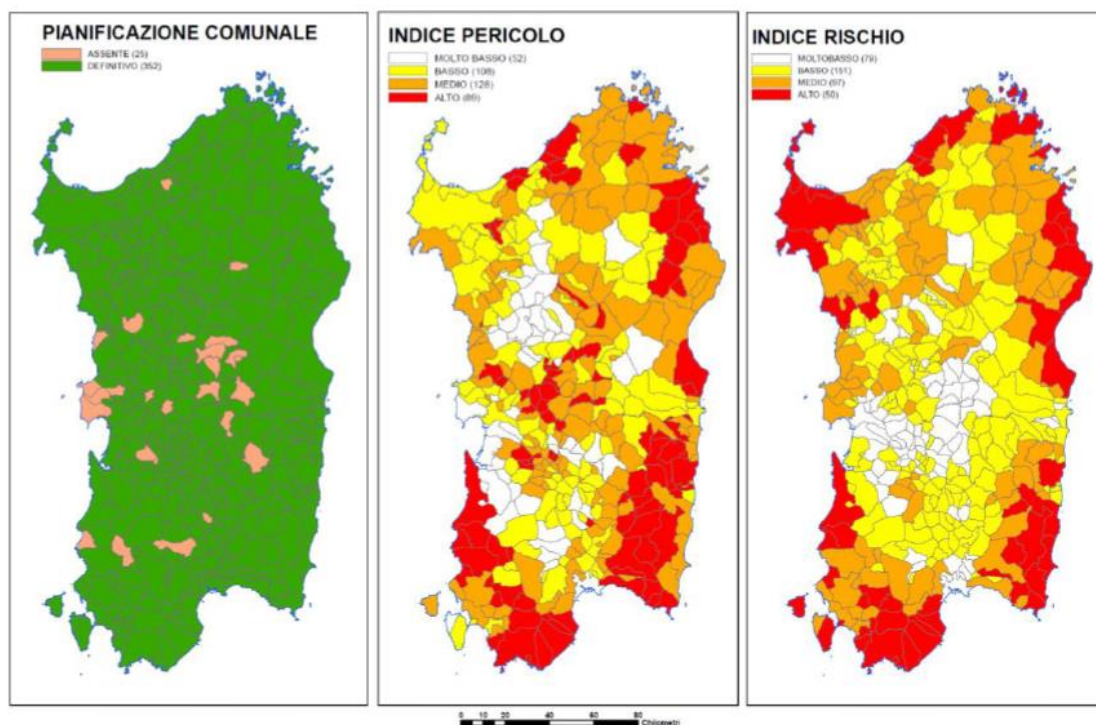 PIANIFICAZIONE COMUNALE
ASSENTE (25)
DEFINITIVO (352)
INDICE PERICOLO
MOLTO BASSO (52)
BASSO (108)
MEDIO (128)
ALTO (89)
INDICE RISCHIO
MOLTOBASSO (79)
BASSO (151)
MEDIO (97)
ALTO (50)
0 5 10 20 40 60 80
Chilometri